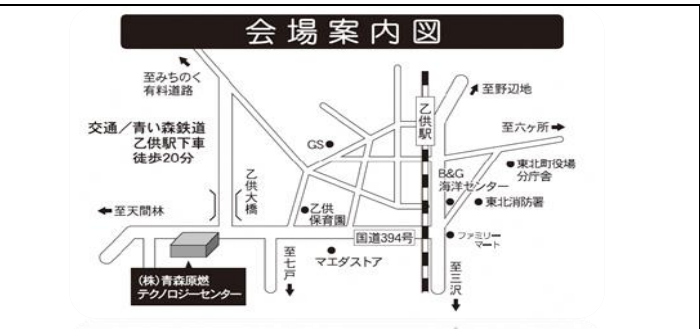 会場案内図
至みちのく
有料道路
至野辺地
乙供駅
交通／青い森鉄道
乙供駅下車
徒歩20分
GS
至六ヶ所
東北町役場
分庁舎
乙供大橋
B&G
海洋センター
東北消防署
至天間林
乙供
保育園
国道394号
ファミリー
マート
至七戸
マエダストア
至三沢
(株)青森原燃
テクノロジーセンター